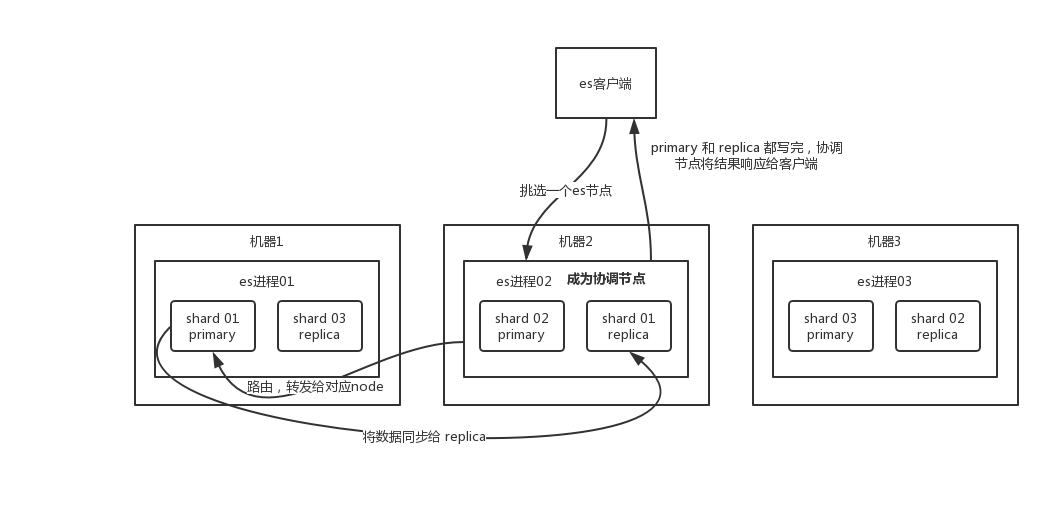 es客户端
primary 和 replica 都写完，协调
节点将结果响应给客户端
挑选一个es节点
机器1
es进程01
shard 01
primary
shard 03
replica
机器2
es进程02
成为协调节点
shard 02
primary
shard 01
replica
机器3
es进程03
shard 03
primary
shard 02
replica
路由，转发给对应node
将数据同步给 replica